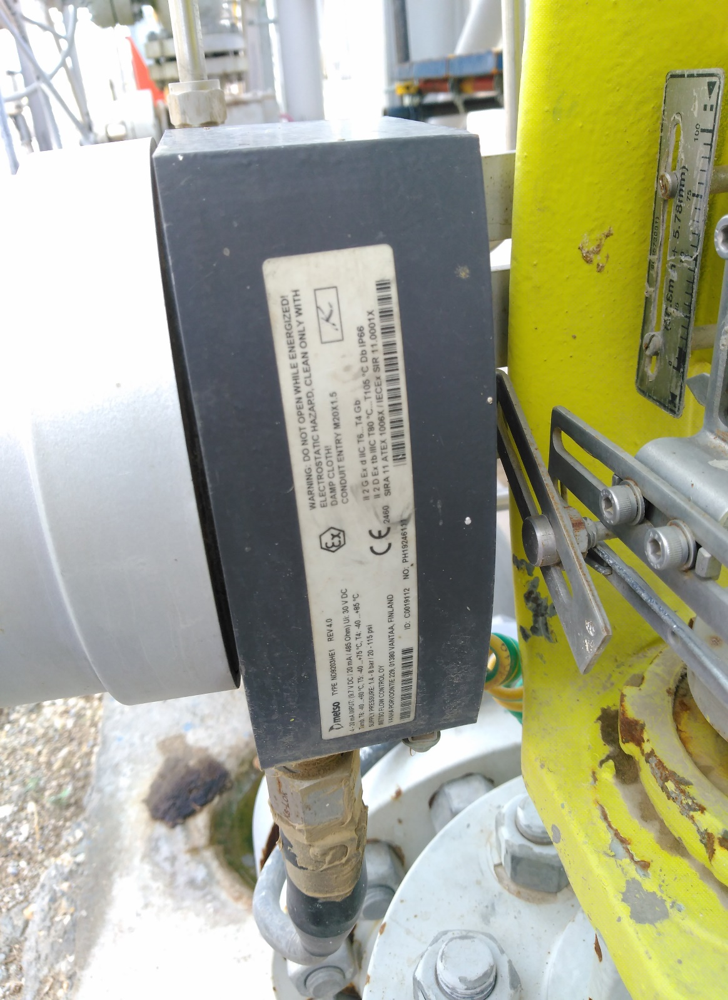 metso TYPE ND9203HE1 REV 4.0
4 - 20 mA INPUT: (9.7 V DC / 20 mA / 485 Ohm) Ui: 30 V DC
Tamb. T6: -40 ...+60 °C, T5: -40 ...+75 °C, T4: -40 ...+85 °C
SUPPLY PRESSURE: 1.4 - 8 bar / 20 - 115 psi
METSO FLOW CONTROL OY
VANHA PORVOONTIE 229, 01380 VANTAA, FINLAND
ID: C0019112 NO: PH19246111
WARNING: DO NOT OPEN WHILE ENERGIZED!
ELECTROSTATIC HAZARD, CLEAN ONLY WITH
DAMP CLOTH!
CONDUIT ENTRY M20X1.5
Ex
II 2 G Ex d IIC T6...T4 Gb
II 2 D Ex tb IIIC T80 °C...T105 °C Db IP66
CE 2460 SIRA 11 ATEX 1006X / IECEx SIR 11.0001X
5.78(mm)
0
75
100